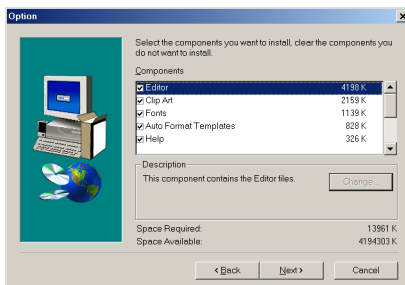 Option
Select the components you want to install, clear the components you
do not want to install.
Components
Editor 4198 K
Clip Art 2159 K
Fonts 1139 K
Auto Format Templates 828 K
Help 326 K
Description
This component contains the Editor files.
Change...
Space Required: 13961 K
Space Available: 4194303 K
< Back Next > Cancel